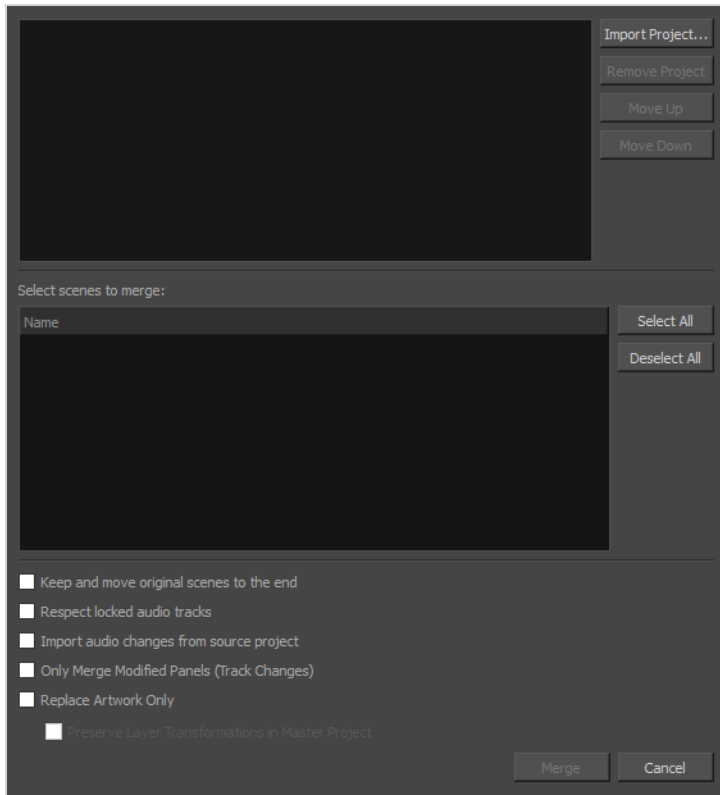 Import Project...
Remove Project
Move Up
Move Down
Select scenes to merge:
Name
Select All
Deselect All
Keep and move original scenes to the end
Respect locked audio tracks
Import audio changes from source project
Only Merge Modified Panels (Track Changes)
Replace Artwork Only
Preserve Layer Transformations in Master Project
Merge
Cancel